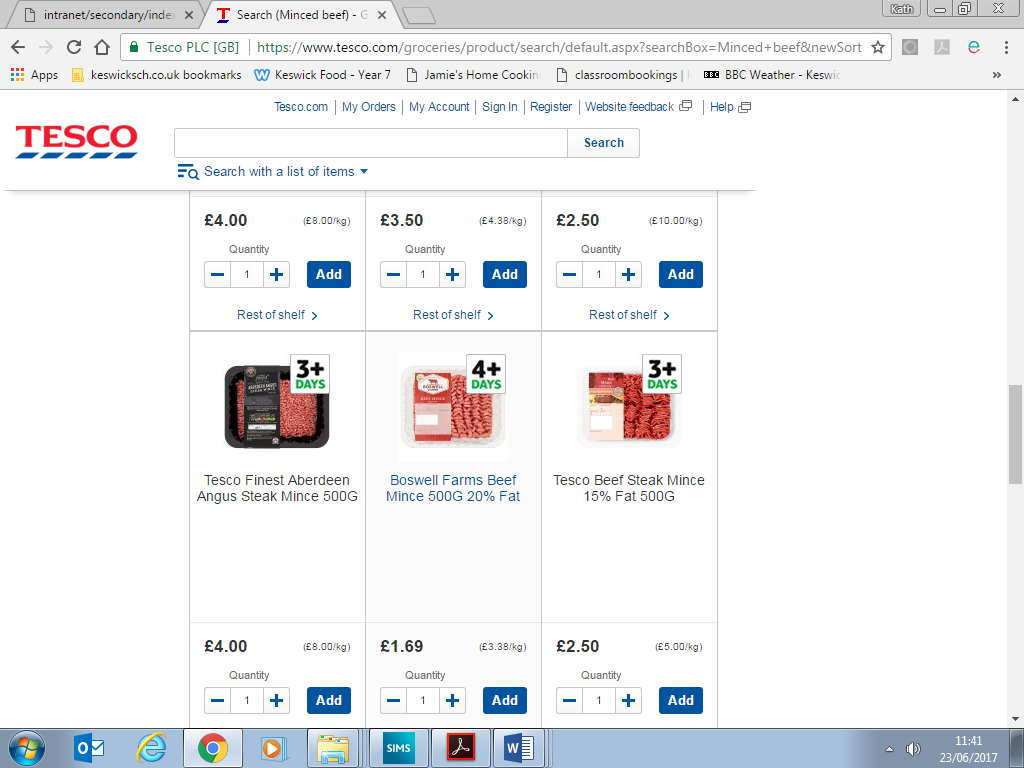 intranet/secondary/inde
Search (Minced beef) - G
Kath
Tesco PLC [GB] https://www.tesco.com/groceries/product/search/default.aspx?searchBox=Minced+beef&newSort
Apps keswicksch.co.uk bookmarks Keswick Food - Year 7 Jamie's Home Cookin classroombookings | BBC BBC Weather - Keswic »
Tesco.com My Orders My Account Sign In Register Website feedback Help
TESCO
Search
Search with a list of items
£4.00 (£8.00/kg) £3.50 (£4.38/kg) £2.50 (£10.00/kg)
Quantity Quantity Quantity
1 Add 1 Add 1 Add
Rest of shelf Rest of shelf Rest of shelf
3+ DAYS 4+ DAYS 3+ DAYS
BOSWELL FARMS
BEEF MINCE
Tesco Finest Aberdeen
Angus Steak Mince 500G
Boswell Farms Beef
Mince 500G 20% Fat
Tesco Beef Steak Mince
15% Fat 500G
£4.00 (£8.00/kg) £1.69 (£3.38/kg) £2.50 (£5.00/kg)
Quantity Quantity Quantity
1 Add 1 Add 1 Add
SIMS
11:41
23/06/2017